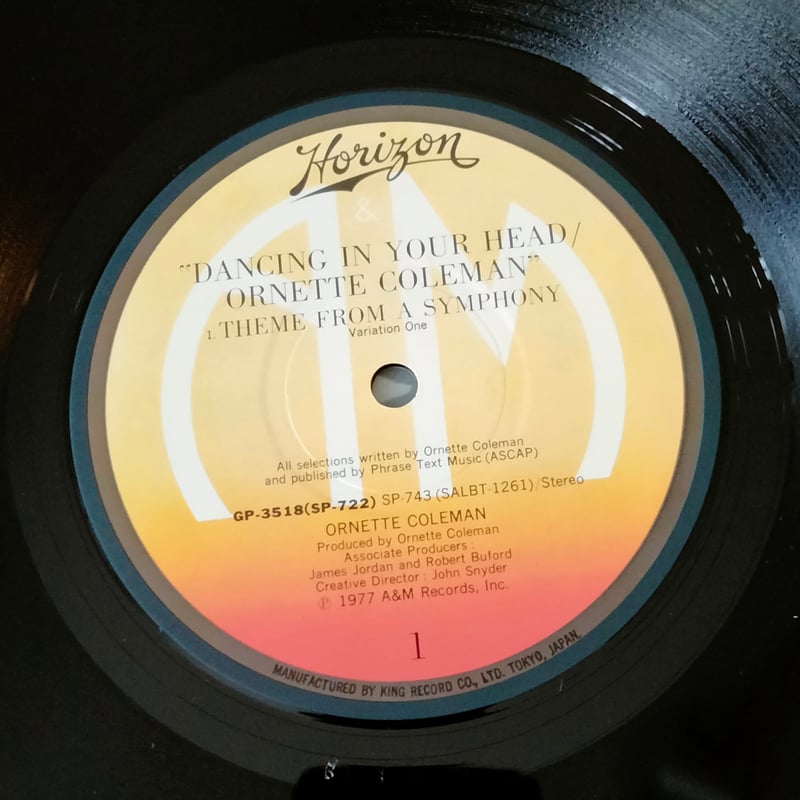 Horizon
&
AM
"DANCING IN YOUR HEAD/
ORNETTE COLEMAN"
1. THEME FROM A SYMPHONY
Variation One
All selections written by Ornette Coleman
and published by Phrase Text Music (ASCAP)
GP-3518(SP-722) SP-743 (SALBT-1261)/Stereo
ORNETTE COLEMAN
Produced by Ornette Coleman
Associate Producers :
James Jordan and Robert Buford
Creative Director : John Snyder
Ⓟ 1977 A&M Records, Inc.
1
MANUFACTURED BY KING RECORD CO., LTD. TOKYO, JAPAN.